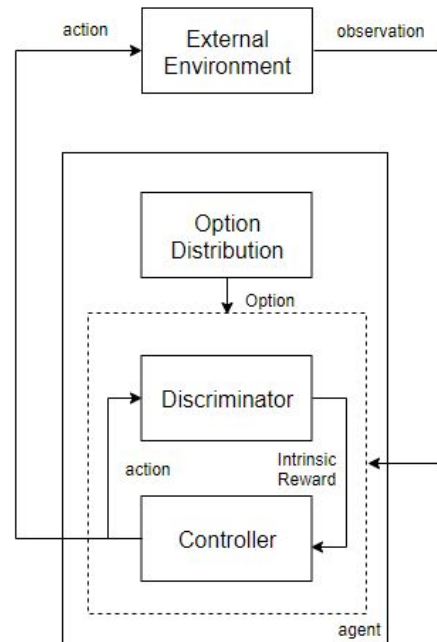 action
External
Environment
observation
Option
Distribution
Option
Discriminator
action
Intrinsic
Reward
Controller
agent